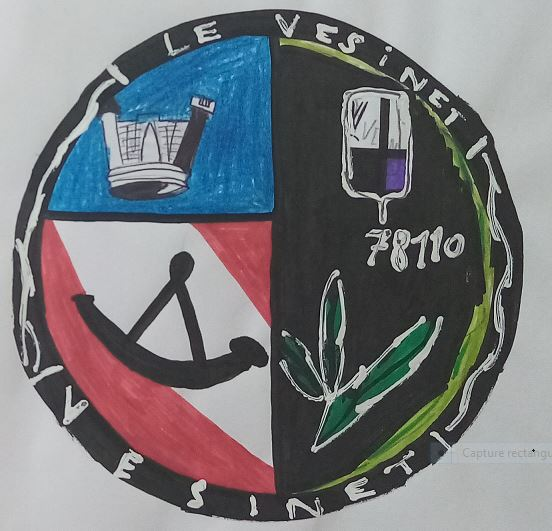 LE VESINET
78110
VESINET
Capture rectangu